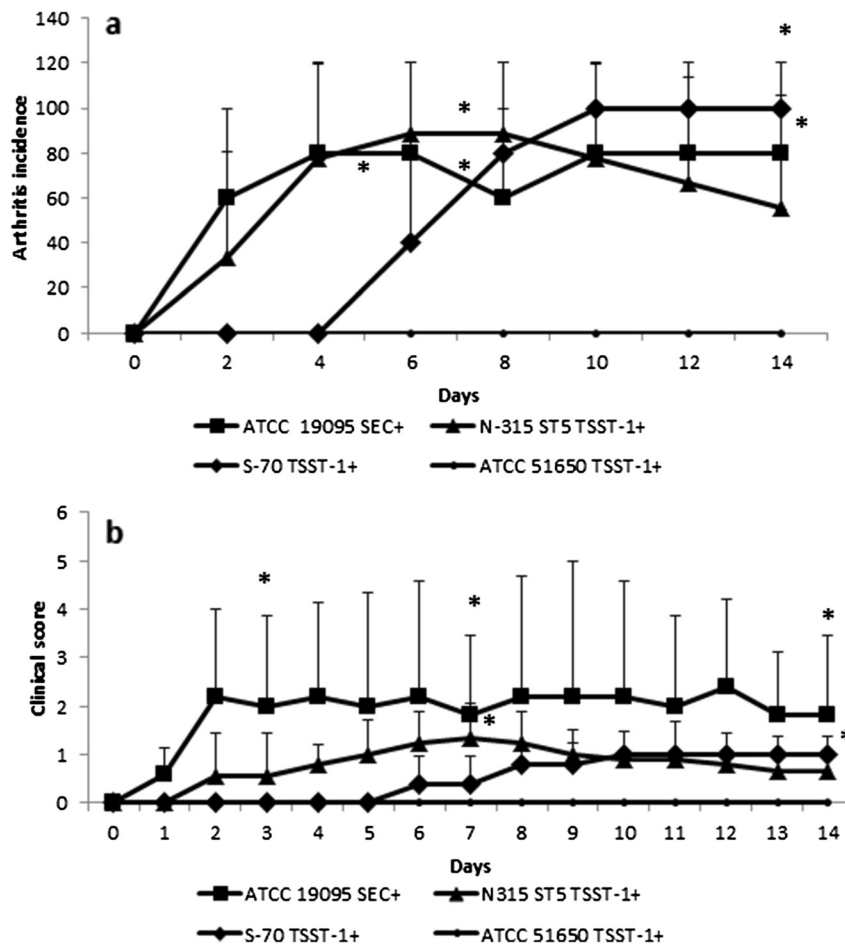 a
140
120
100
80
60
40
20
0
Arthritis incidence
* * * * *
0 2 4 6 8 10 12 14
Days
ATCC 19095 SEC+ N-315 ST5 TSST-1+
S-70 TSST-1+ ATCC 51650 TSST-1+
b
6
5
4
3
2
1
0
Clinical score
* * * * *
0 1 2 3 4 5 6 7 8 9 10 11 12 13 14
Days
ATCC 19095 SEC+ N315 ST5 TSST-1+
S-70 TSST-1+ ATCC 51650 TSST-1+